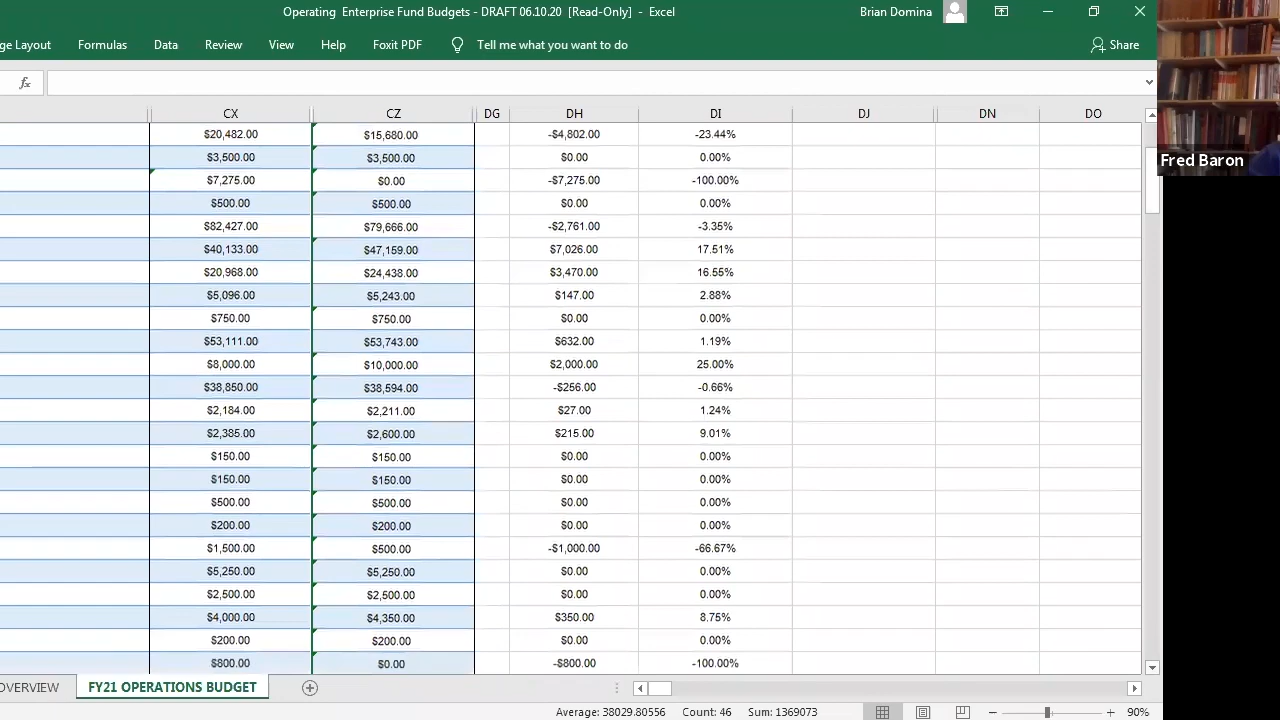 Operating Enterprise Fund Budgets - DRAFT 06.10.20 [Read-Only] - Excel Brian Domina
ge Layout Formulas Data Review View Help Foxit PDF Tell me what you want to do Share
fx
CX CZ DG DH DI DJ DN DO
$20,482.00 $15,680.00 -$4,802.00 -23.44%
$3,500.00 $3,500.00 $0.00 0.00%
Fred Baron
$7,275.00 $0.00 -$7,275.00 -100.00%
$500.00 $500.00 $0.00 0.00%
$82,427.00 $79,666.00 -$2,761.00 -3.35%
$40,133.00 $47,159.00 $7,026.00 17.51%
$20,968.00 $24,438.00 $3,470.00 16.55%
$5,096.00 $5,243.00 $147.00 2.88%
$750.00 $750.00 $0.00 0.00%
$53,111.00 $53,743.00 $632.00 1.19%
$8,000.00 $10,000.00 $2,000.00 25.00%
$38,850.00 $38,594.00 -$256.00 -0.66%
$2,184.00 $2,211.00 $27.00 1.24%
$2,385.00 $2,600.00 $215.00 9.01%
$150.00 $150.00 $0.00 0.00%
$150.00 $150.00 $0.00 0.00%
$500.00 $500.00 $0.00 0.00%
$200.00 $200.00 $0.00 0.00%
$1,500.00 $500.00 -$1,000.00 -66.67%
$5,250.00 $5,250.00 $0.00 0.00%
$2,500.00 $2,500.00 $0.00 0.00%
$4,000.00 $4,350.00 $350.00 8.75%
$200.00 $200.00 $0.00 0.00%
$800.00 $0.00 -$800.00 -100.00%
OVERVIEW FY21 OPERATIONS BUDGET
Average: 38029.80556 Count: 46 Sum: 1369073 90%